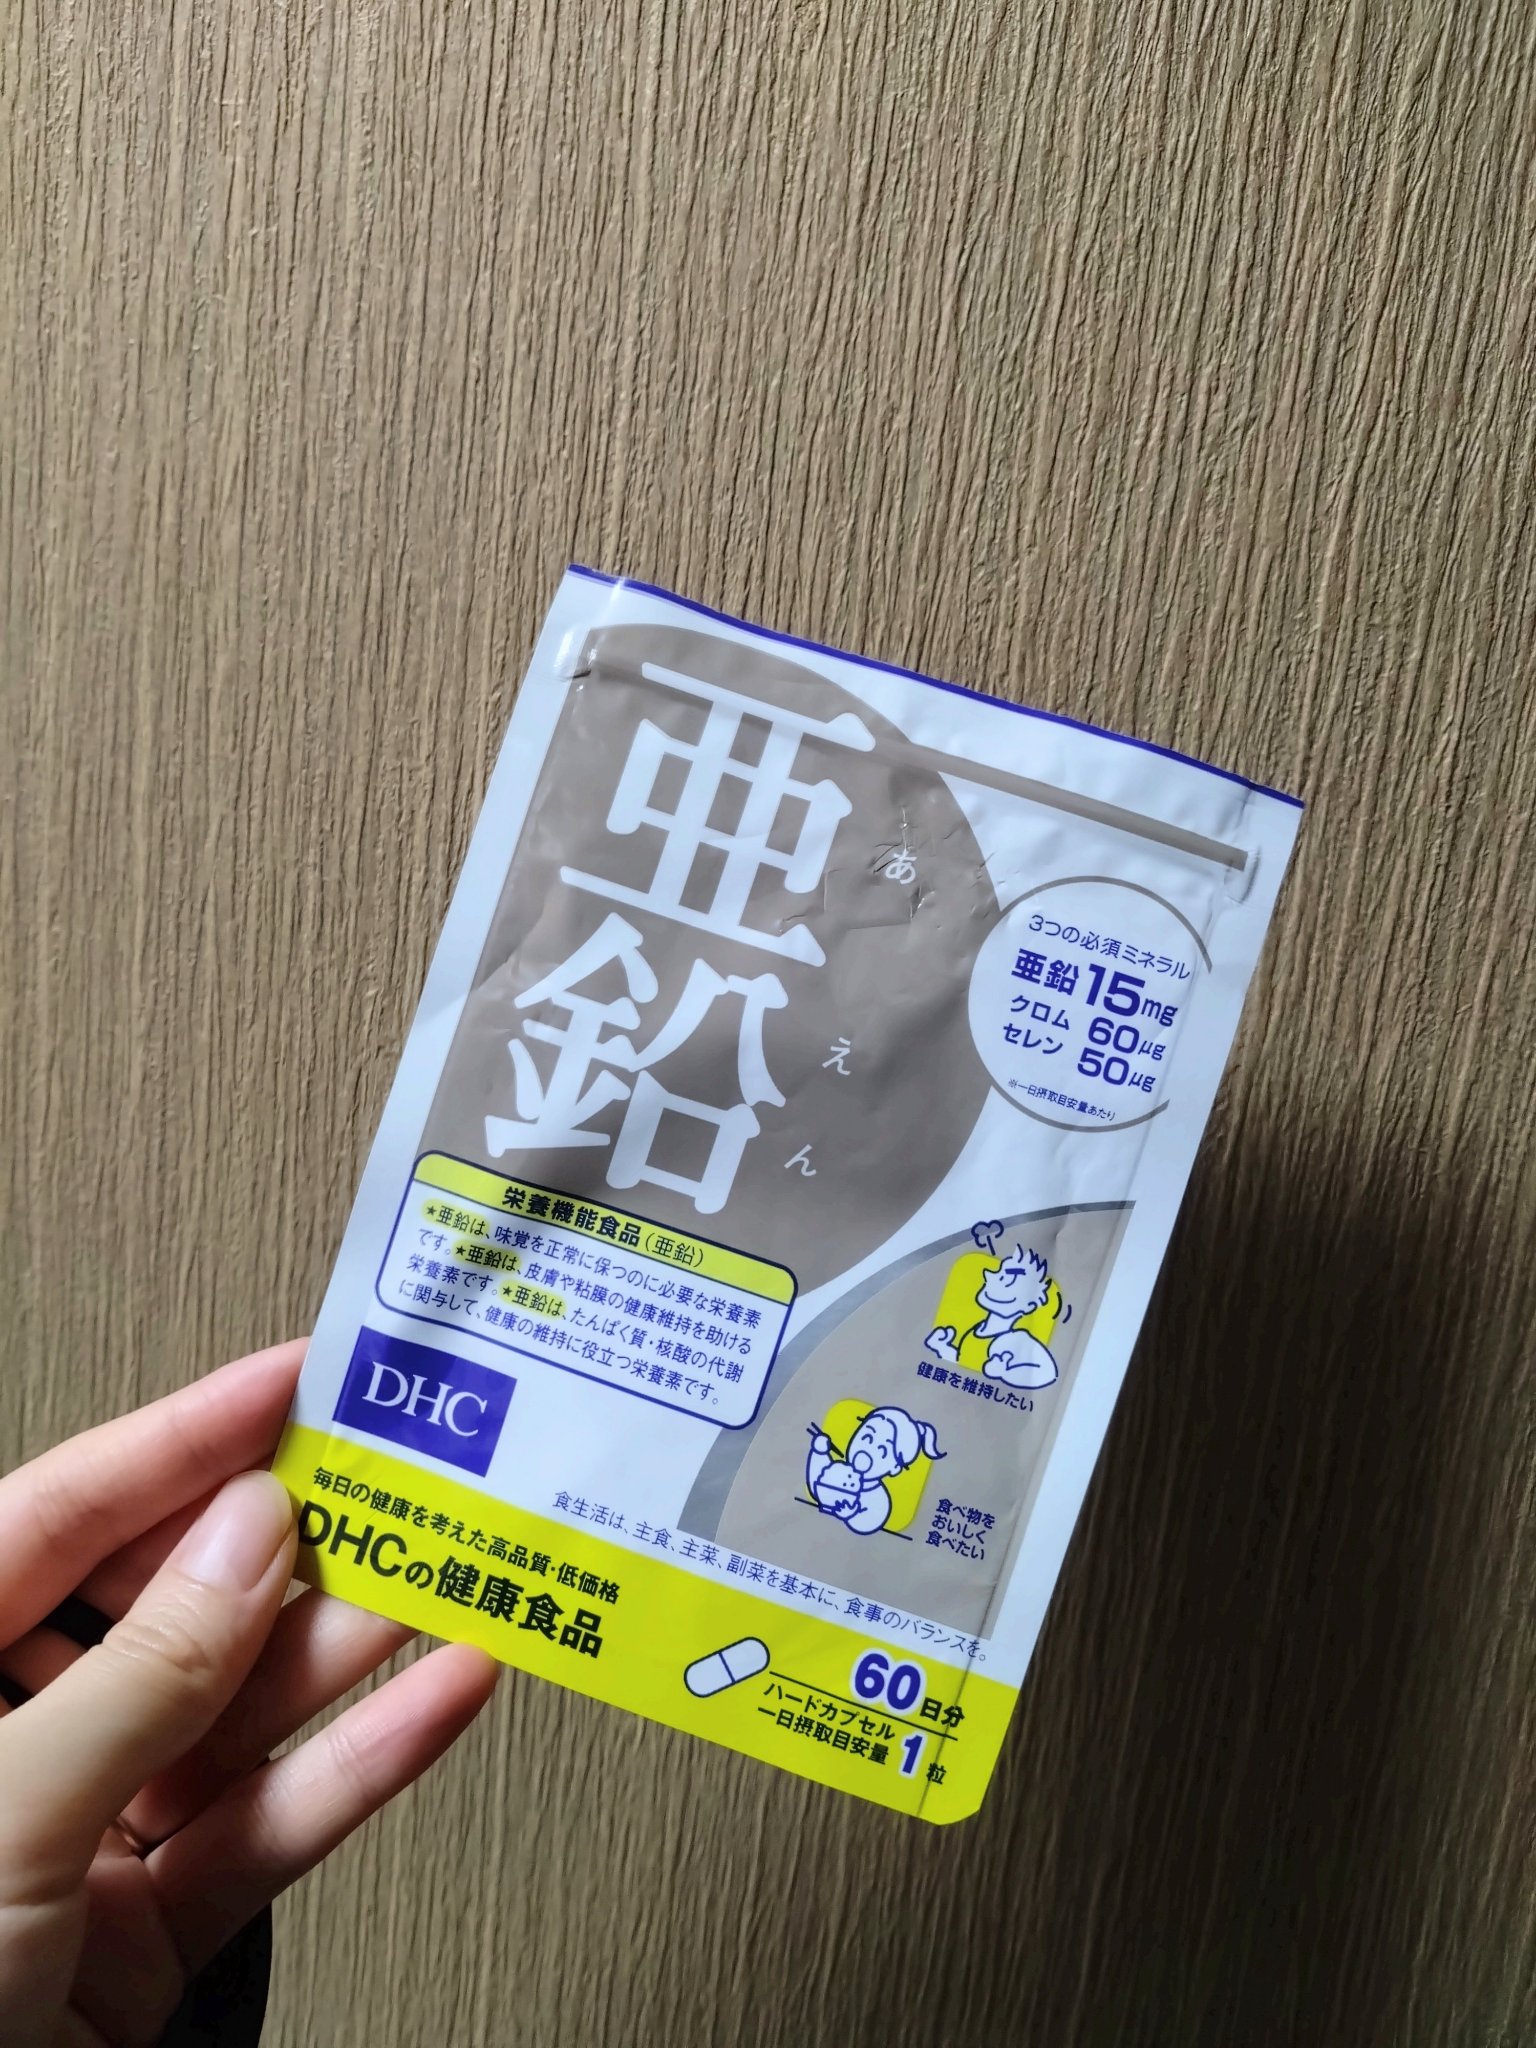 亜鉛
あえん
3つの必須ミネラル
亜鉛 15mg
クロム 60μg
セレン 50μg
※一日摂取目安量あたり
栄養機能食品(亜鉛)
★亜鉛は、味覚を正常に保つのに必要な栄養素
です。★亜鉛は、皮膚や粘膜の健康維持を助ける
栄養素です。★亜鉛は、たんぱく質・核酸の代謝
に関与して、健康の維持に役立つ栄養素です。
健康を維持したい
DHC
食べ物を
おいしく
食べたい
食生活は、主食、主菜、副菜を基本に、食事のバランスを。
毎日の健康を考えた高品質・低価格
DHCの健康食品
60日分
ハードカプセル
一日摂取目安量 1粒